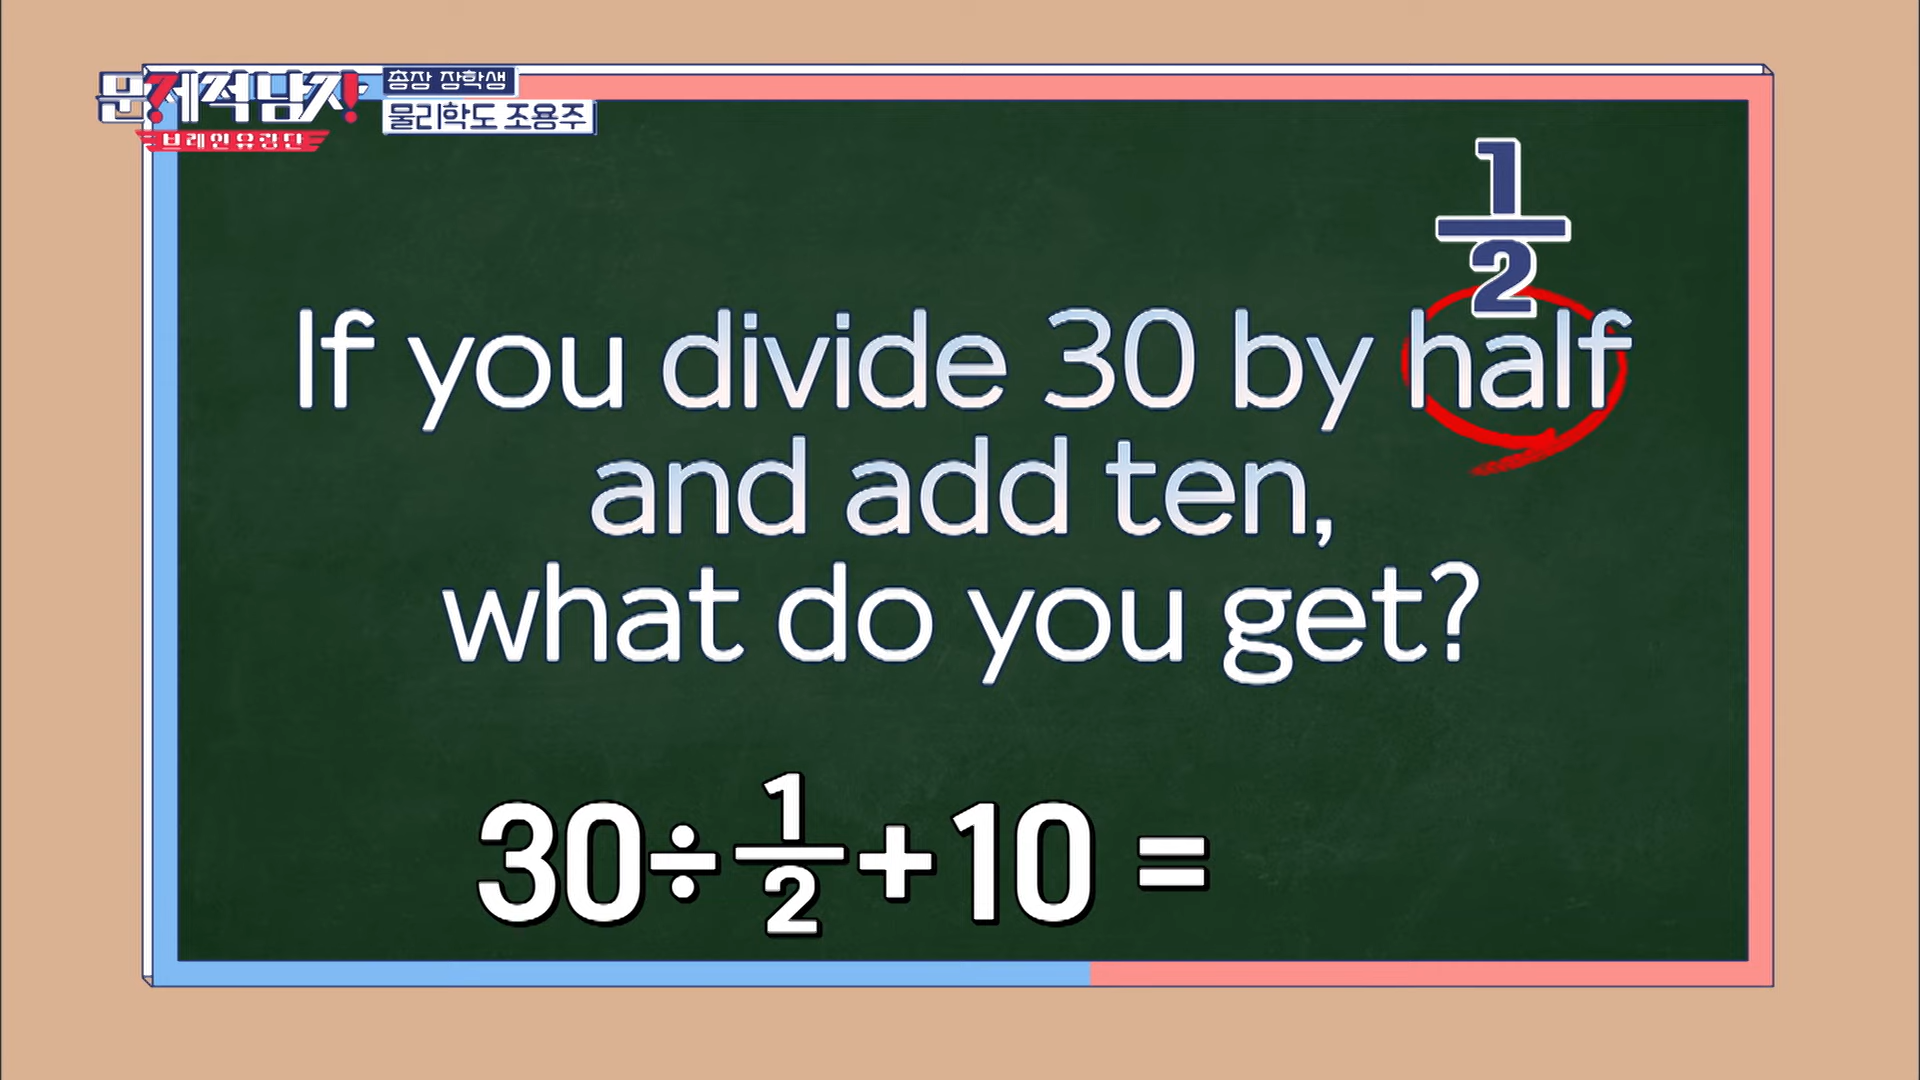 문제적남자
브레인유랑단
총장 장학생
물리학도 조용주
1
2
If you divide 30 by half
and add ten,
what do you get?
30÷1/2+10 =